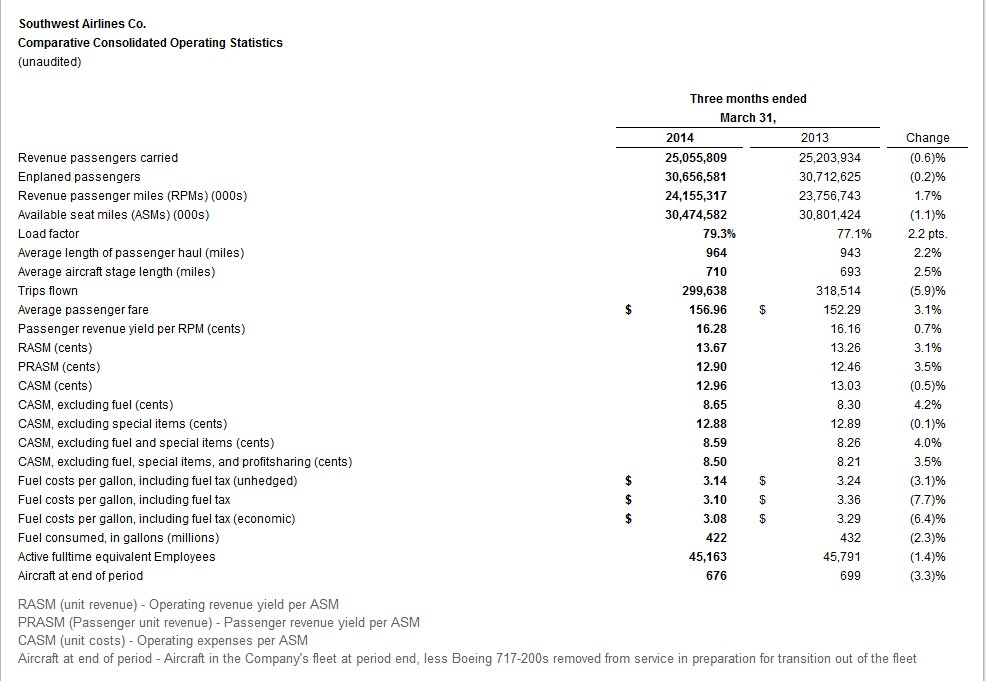 Southwest Airlines Co.
Comparative Consolidated Operating Statistics
(unaudited)
Three months ended
March 31,
2014 2013 Change
Revenue passengers carried 25,055,809 25,203,934 (0.6)%
Enplaned passengers 30,656,581 30,712,625 (0.2)%
Revenue passenger miles (RPMs) (000s) 24,155,317 23,756,743 1.7%
Available seat miles (ASMs) (000s) 30,474,582 30,801,424 (1.1)%
Load factor 79.3% 77.1% 2.2 pts.
Average length of passenger haul (miles) 964 943 2.2%
Average aircraft stage length (miles) 710 693 2.5%
Trips flown 299,638 318,514 (5.9)%
Average passenger fare $ 156.96 $ 152.29 3.1%
Passenger revenue yield per RPM (cents) 16.28 16.16 0.7%
RASM (cents) 13.67 13.26 3.1%
PRASM (cents) 12.90 12.46 3.5%
CASM (cents) 12.96 13.03 (0.5)%
CASM, excluding fuel (cents) 8.65 8.30 4.2%
CASM, excluding special items (cents) 12.88 12.89 (0.1)%
CASM, excluding fuel and special items (cents) 8.59 8.26 4.0%
CASM, excluding fuel, special items, and profitsharing (cents) 8.50 8.21 3.5%
Fuel costs per gallon, including fuel tax (unhedged) $ 3.14 $ 3.24 (3.1)%
Fuel costs per gallon, including fuel tax $ 3.10 $ 3.36 (7.7)%
Fuel costs per gallon, including fuel tax (economic) $ 3.08 $ 3.29 (6.4)%
Fuel consumed, in gallons (millions) 422 432 (2.3)%
Active fulltime equivalent Employees 45,163 45,791 (1.4)%
Aircraft at end of period 676 699 (3.3)%
RASM (unit revenue) - Operating revenue yield per ASM
PRASM (Passenger unit revenue) - Passenger revenue yield per ASM
CASM (unit costs) - Operating expenses per ASM
Aircraft at end of period - Aircraft in the Company's fleet at period end, less Boeing 717-200s removed from service in preparation for transition out of the fleet